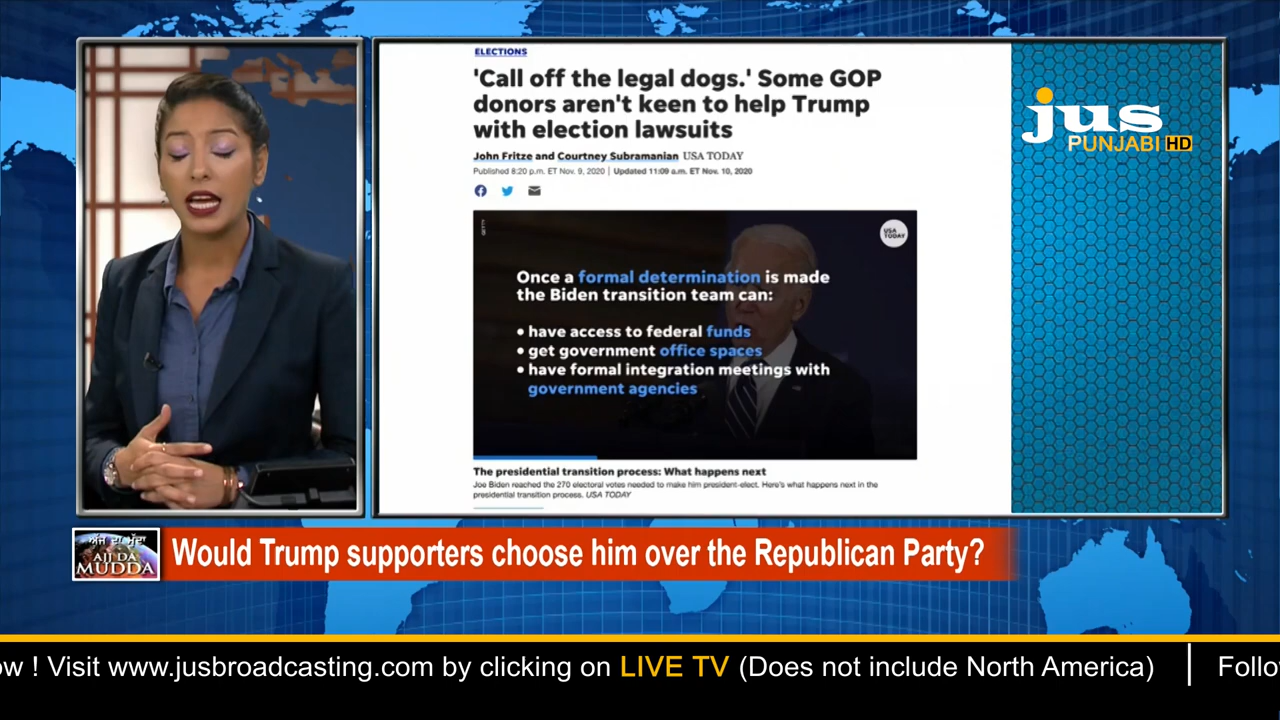 ELECTIONS
'Call off the legal dogs.' Some GOP
donors aren't keen to help Trump
with election lawsuits
John Fritze and Courtney Subramanian USA TODAY
Published 8:20 p.m. ET Nov. 9, 2020 | Updated 11:09 a.m. ET Nov. 10, 2020
GETTY
USA
TODAY
Once a formal determination is made
the Biden transition team can:
• have access to federal funds
• get government office spaces
• have formal integration meetings with
government agencies
The presidential transition process: What happens next
Joe Biden reached the 270 electoral votes needed to make him president-elect. Here's what happens next in the
presidential transition process. USA TODAY
jus
PUNJABI HD
ਅੱਜ ਦਾ ਮੁੱਦਾ
AJJ DA
MUDDA
Would Trump supporters choose him over the Republican Party?
ow ! Visit www.jusbroadcasting.com by clicking on LIVE TV (Does not include North America) | Follo